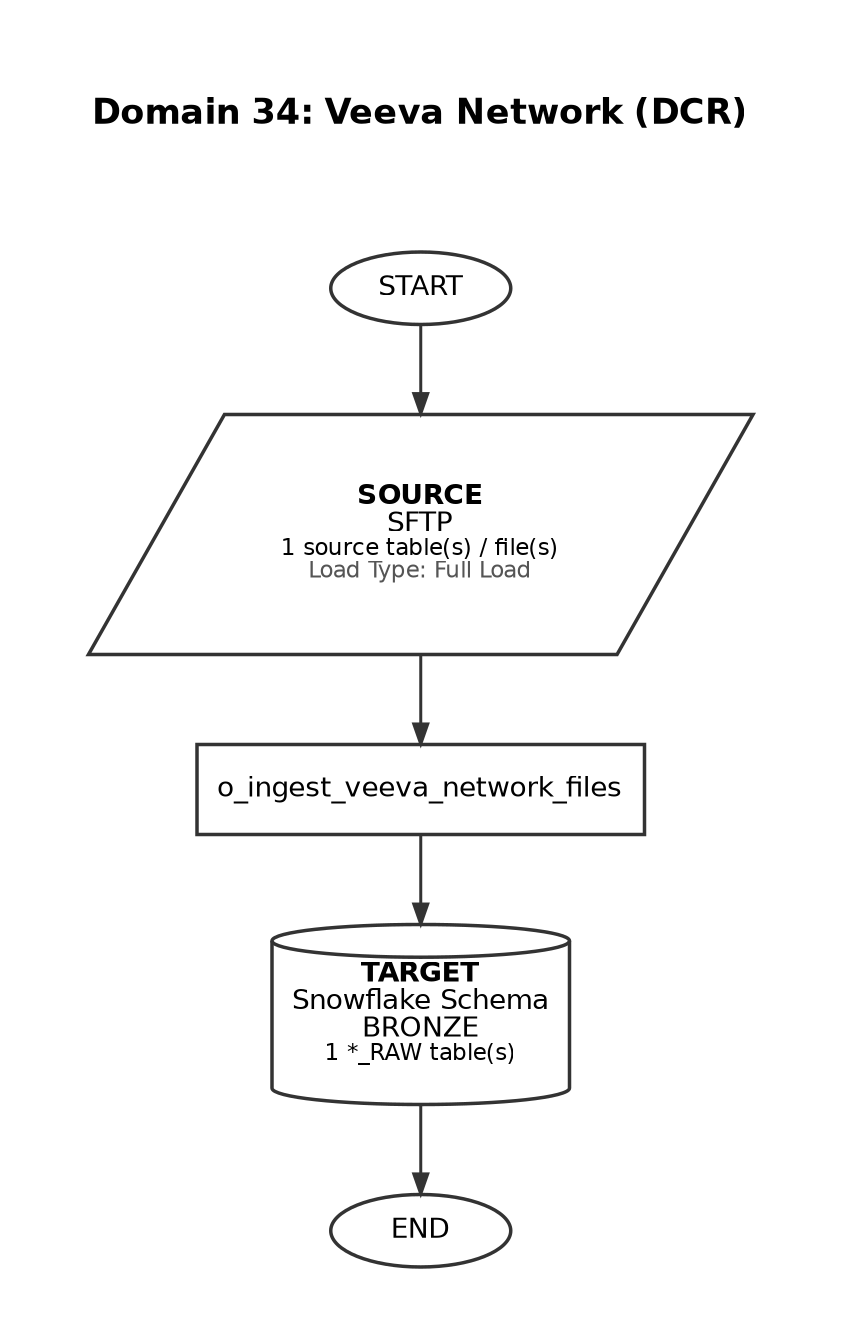 Domain 34: Veeva Network (DCR)
START
SOURCE
SFTP
1 source table(s) / file(s)
Load Type: Full Load
o_ingest_veeva_network_files
TARGET
Snowflake Schema
BRONZE
1 *_RAW table(s)
END